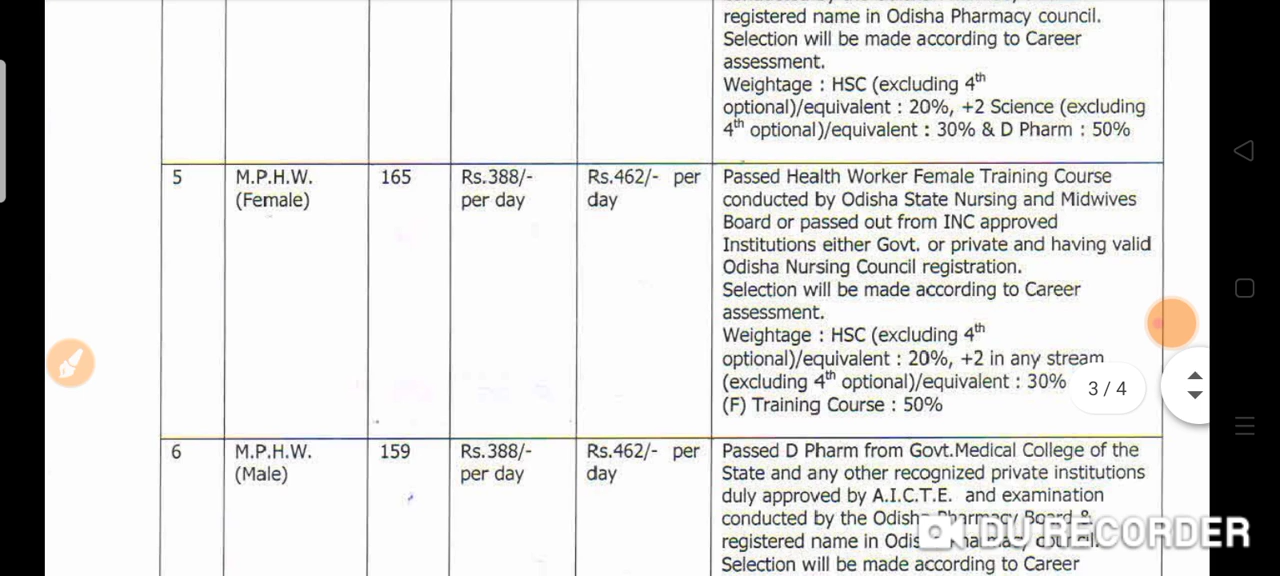 registered name in Odisha Pharmacy council.
Selection will be made according to Career
assessment.
Weightage : HSC (excluding 4th
optional)/equivalent : 20%, +2 Science (excluding
4th optional)/equivalent : 30% & D Pharm : 50%
5
M.P.H.W.
(Female)
165
Rs.388/-
per day
Rs.462/- per
day
Passed Health Worker Female Training Course
conducted by Odisha State Nursing and Midwives
Board or passed out from INC approved
Institutions either Govt. or private and having valid
Odisha Nursing Council registration.
Selection will be made according to Career
assessment.
Weightage : HSC (excluding 4th
optional)/equivalent : 20%, +2 in any stream
(excluding 4th optional)/equivalent : 30%
(F) Training Course : 50%
3 / 4
6
M.P.H.W.
(Male)
159
Rs.388/-
per day
Rs.462/- per
day
Passed D Pharm from Govt.Medical College of the
State and any other recognized private institutions
duly approved by A.I.C.T.E. and examination
conducted by the Odisha Pharmacy Board &
registered name in Pharmacy council.
Selection will be made according to Career
DU RECORDER